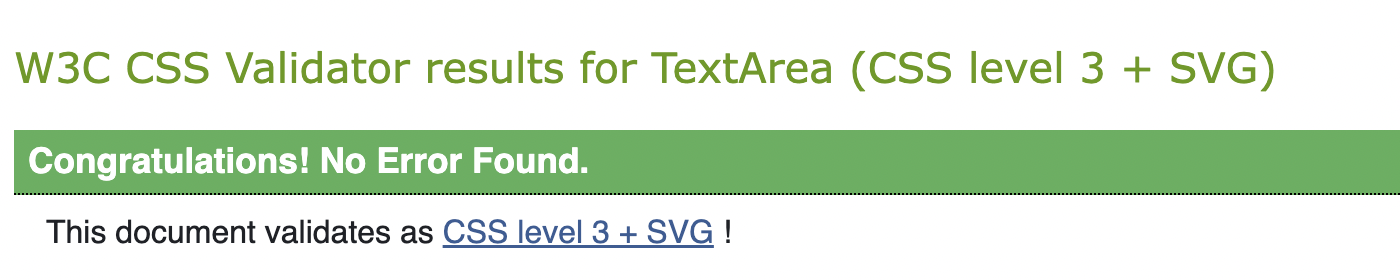 W3C CSS Validator results for TextArea (CSS level 3 + SVG)
Congratulations! No Error Found.
This document validates as CSS level 3 + SVG !